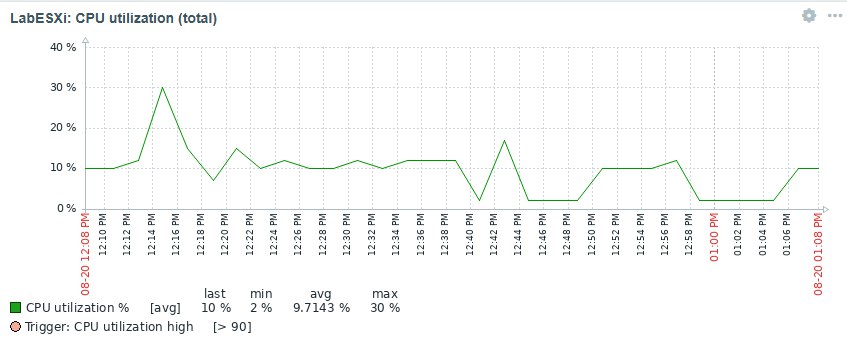 LabESXi: CPU utilization (total)
40 %
30 %
20 %
10 %
0 %
08-20 12:08 PM
12:10 PM
12:12 PM
12:14 PM
12:16 PM
12:18 PM
12:20 PM
12:22 PM
12:24 PM
12:26 PM
12:28 PM
12:30 PM
12:32 PM
12:34 PM
12:36 PM
12:38 PM
12:40 PM
12:42 PM
12:44 PM
12:46 PM
12:48 PM
12:50 PM
12:52 PM
12:54 PM
12:56 PM
12:58 PM
01:00 PM
01:02 PM
01:04 PM
01:06 PM
08-20 01:08 PM
last min avg max
CPU utilization % [avg] 10 % 2 % 9.7143 % 30 %
Trigger: CPU utilization high [> 90]